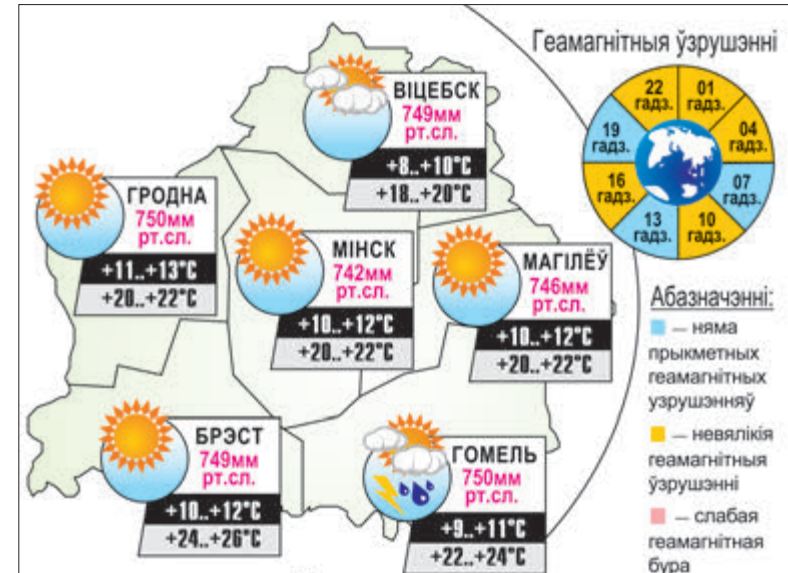 Геамагнітныя ўзрушэнні
22
гадз.
01
гадз.
04
гадз.
07
гадз.
10
гадз.
13
гадз.
16
гадз.
19
гадз.
ВІЦЕБСК
749мм
рт.сл.
+8..+10°C
+18..+20°C
ГРОДНА
750мм
рт.сл.
+11..+13°C
+20..+22°C
МІНСК
742мм
рт.сл.
+10..+12°C
+20..+22°C
МАГІЛЁЎ
746мм
рт.сл.
+10..+12°C
+20..+22°C
БРЭСТ
749мм
рт.сл.
+10..+12°C
+24..+26°C
ГОМЕЛЬ
750мм
рт.сл.
+9..+11°C
+22..+24°C
Абазначэнні:
— няма
прыкметных
геамагнітных
узрушэнняў
— невялікія
геамагнітныя
ўзрушэнні
— слабая
геамагнітная
бура